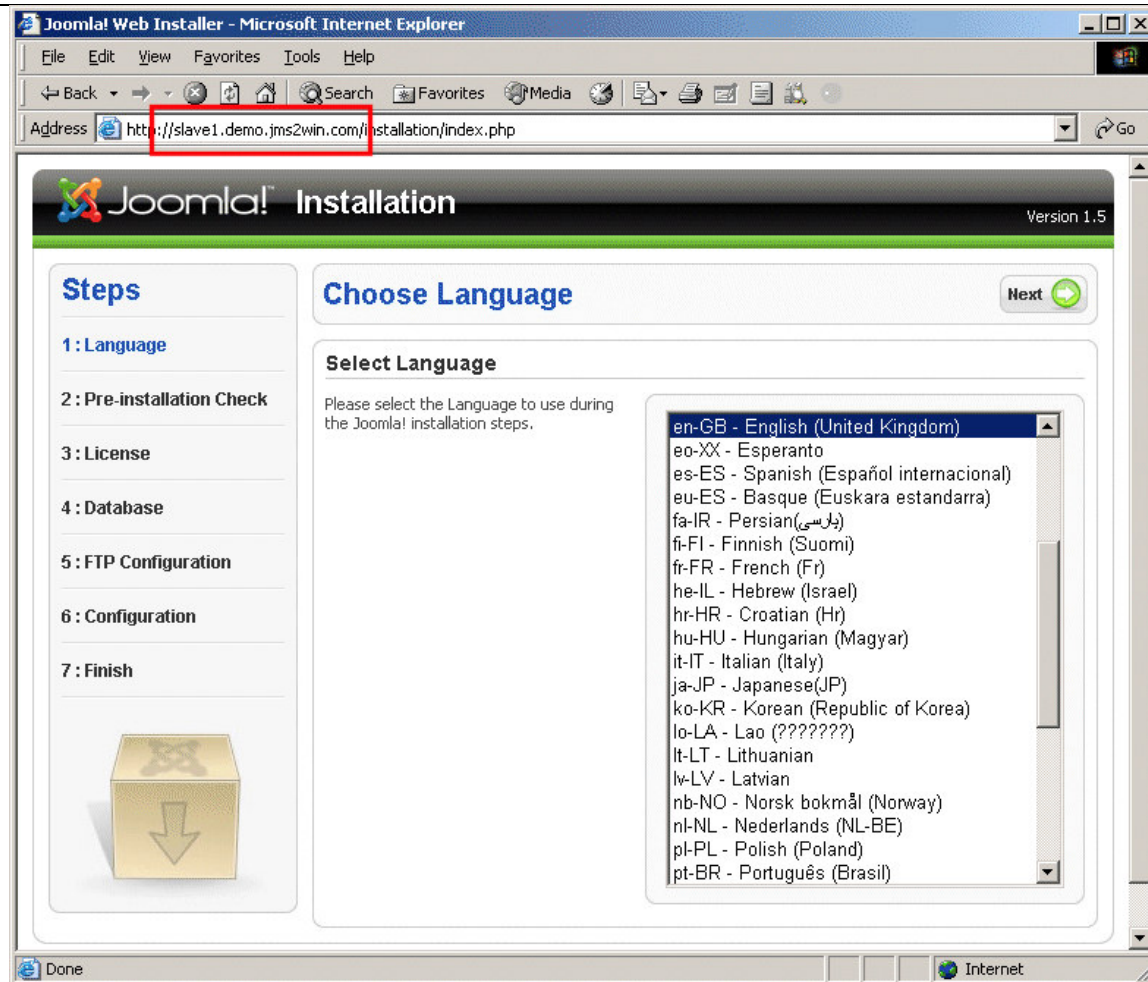 Joomla! Web Installer - Microsoft Internet Explorer
File Edit View Favorites Tools Help
Back Search Favorites Media
Address http://slave1.demo.jms2win.com/installation/index.php Go
Joomla! Installation
Version 1.5
Steps
1 : Language
2 : Pre-installation Check
3 : License
4 : Database
5 : FTP Configuration
6 : Configuration
7 : Finish
Choose Language
Next
Select Language
Please select the Language to use during
the Joomla! installation steps.
en-GB - English (United Kingdom)
eo-XX - Esperanto
es-ES - Spanish (Español internacional)
eu-ES - Basque (Euskara estandarra)
fa-IR - Persian(پارسی)
fi-FI - Finnish (Suomi)
fr-FR - French (Fr)
he-IL - Hebrew (Israel)
hr-HR - Croatian (Hr)
hu-HU - Hungarian (Magyar)
it-IT - Italian (Italy)
ja-JP - Japanese(JP)
ko-KR - Korean (Republic of Korea)
lo-LA - Lao (???????)
lt-LT - Lithuanian
lv-LV - Latvian
nb-NO - Norsk bokmål (Norway)
nl-NL - Nederlands (NL-BE)
pl-PL - Polish (Poland)
pt-BR - Português (Brasil)
Done
Internet